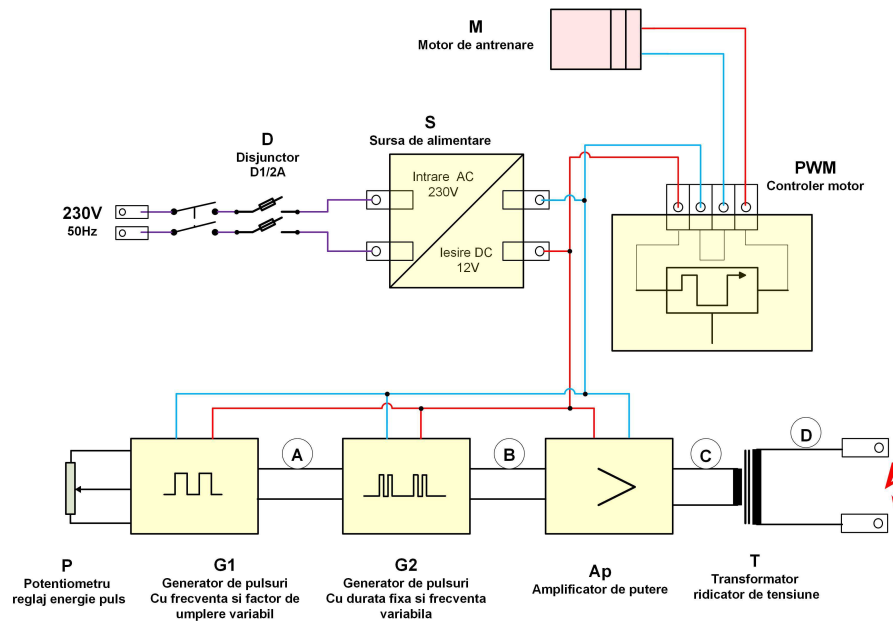 M
Motor de antrenare
S
Sursa de alimentare
D
Disjunctor
D1/2A
PWM
Controler motor
Intrare AC
230V
230V
50Hz
Iesire DC
12V
A
B
C
D
P
Potentiometru
reglaj energie puls
G1
Generator de pulsuri
Cu frecventa si factor de
umplere variabil
G2
Generator de pulsuri
Cu durata fixa si frecventa
variabila
Ap
Amplificator de putere
T
Transformator
ridicator de tensiune